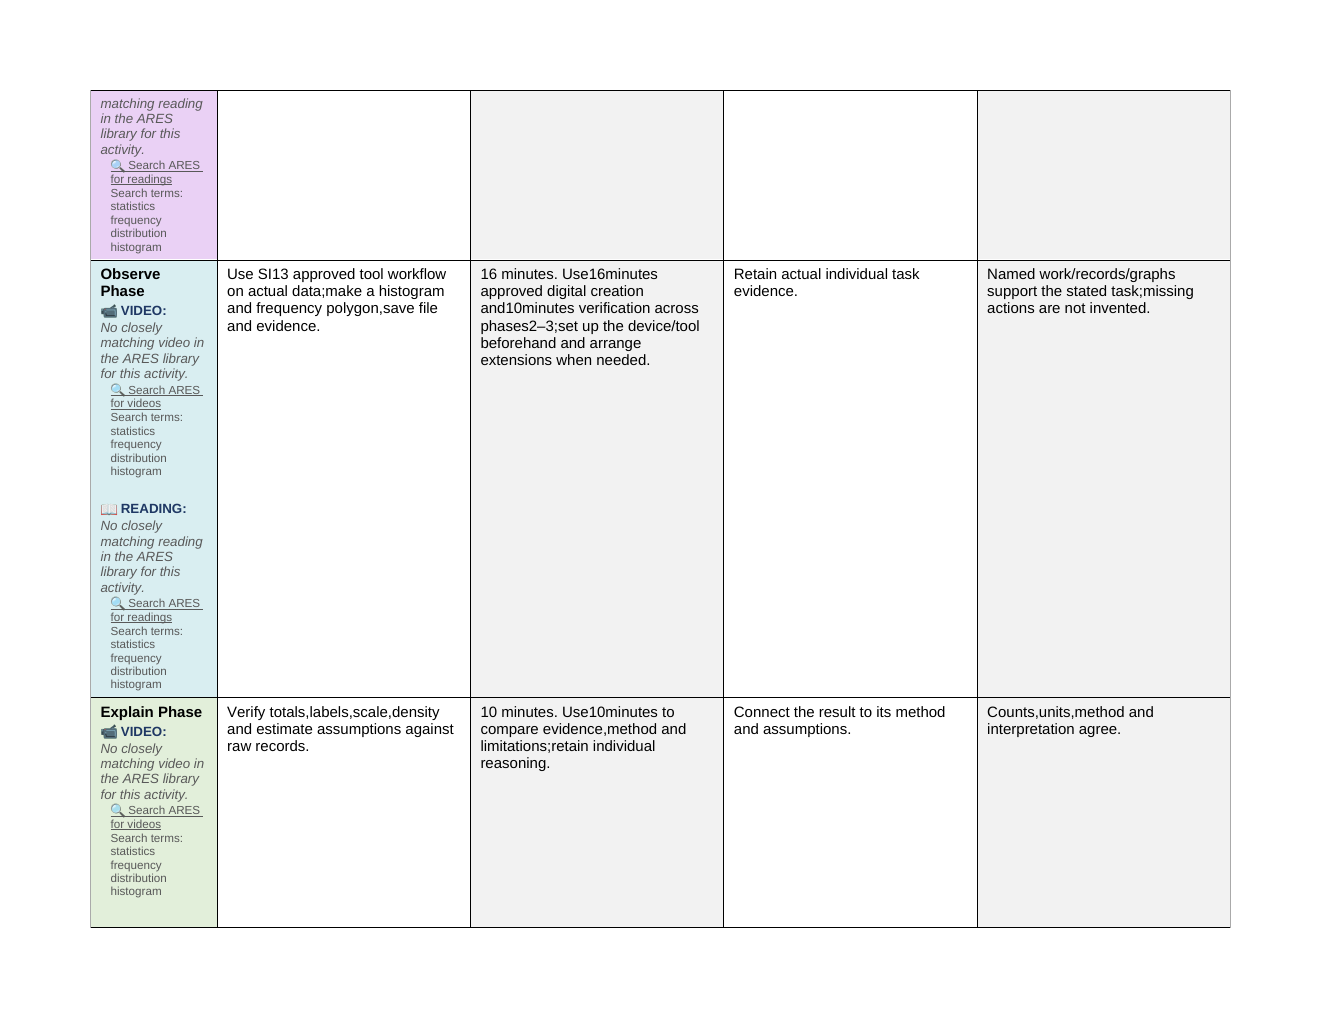 matching reading
in the ARES
library for this
activity.
🔍 Search ARES
for readings
Search terms:
statistics
frequency
distribution
histogram
Observe
Phase
📹 VIDEO:
No closely
matching video in
the ARES library
for this activity.
🔍 Search ARES
for videos
Search terms:
statistics
frequency
distribution
histogram
📖 READING:
No closely
matching reading
in the ARES
library for this
activity.
🔍 Search ARES
for readings
Search terms:
statistics
frequency
distribution
histogram
Use SI13 approved tool workflow
on actual data;make a histogram
and frequency polygon,save file
and evidence.
16 minutes. Use16minutes
approved digital creation
and10minutes verification across
phases2–3;set up the device/tool
beforehand and arrange
extensions when needed.
Retain actual individual task
evidence.
Named work/records/graphs
support the stated task;missing
actions are not invented.
Explain Phase
📹 VIDEO:
No closely
matching video in
the ARES library
for this activity.
🔍 Search ARES
for videos
Search terms:
statistics
frequency
distribution
histogram
Verify totals,labels,scale,density
and estimate assumptions against
raw records.
10 minutes. Use10minutes to
compare evidence,method and
limitations;retain individual
reasoning.
Connect the result to its method
and assumptions.
Counts,units,method and
interpretation agree.